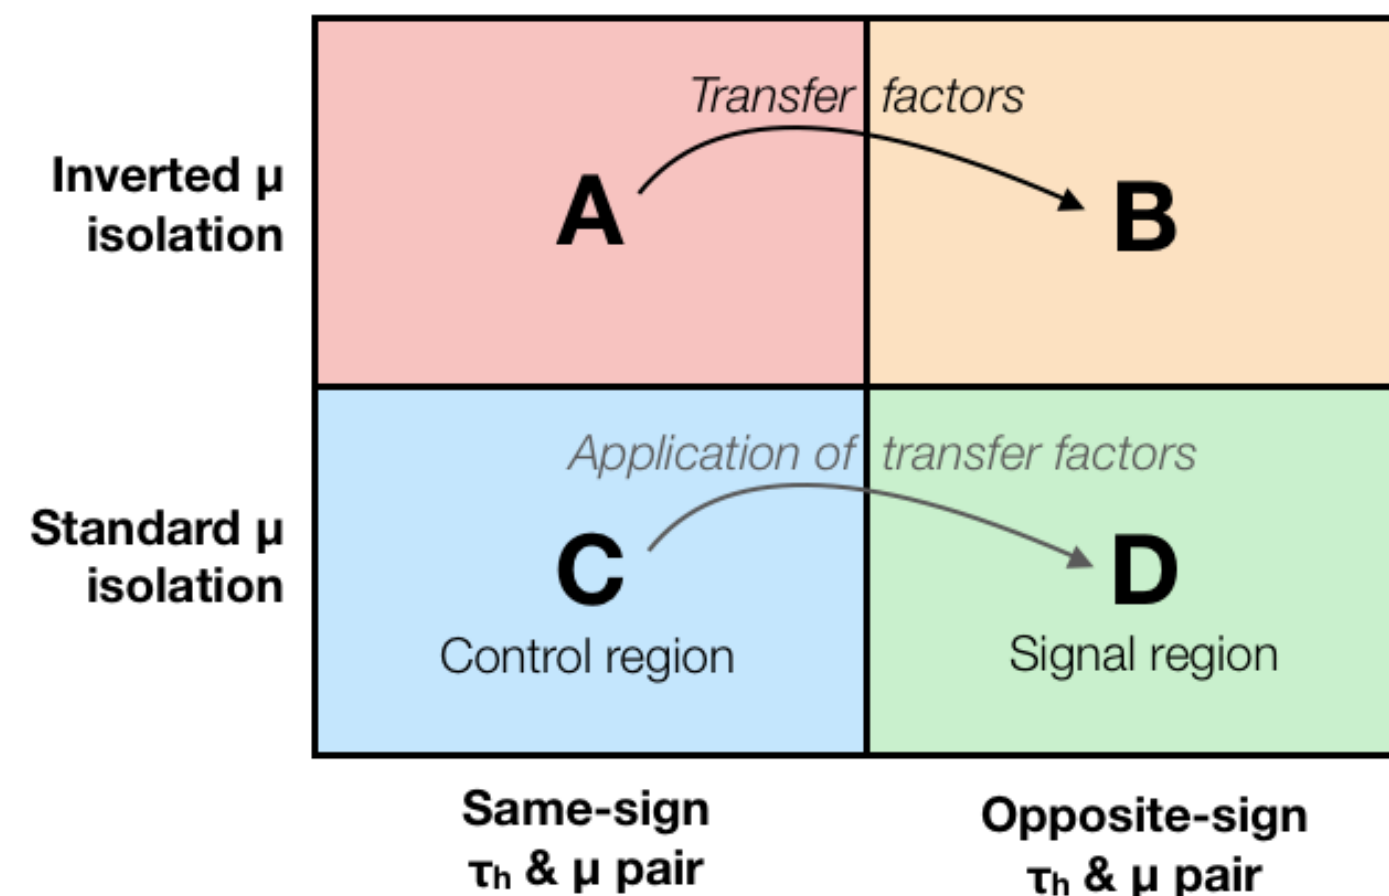 Transfer factors
Inverted μ
isolation
A
B
Application of transfer factors
Standard μ
isolation
C
D
Control region
Signal region
Same-sign
τh & μ pair
Opposite-sign
τh & μ pair